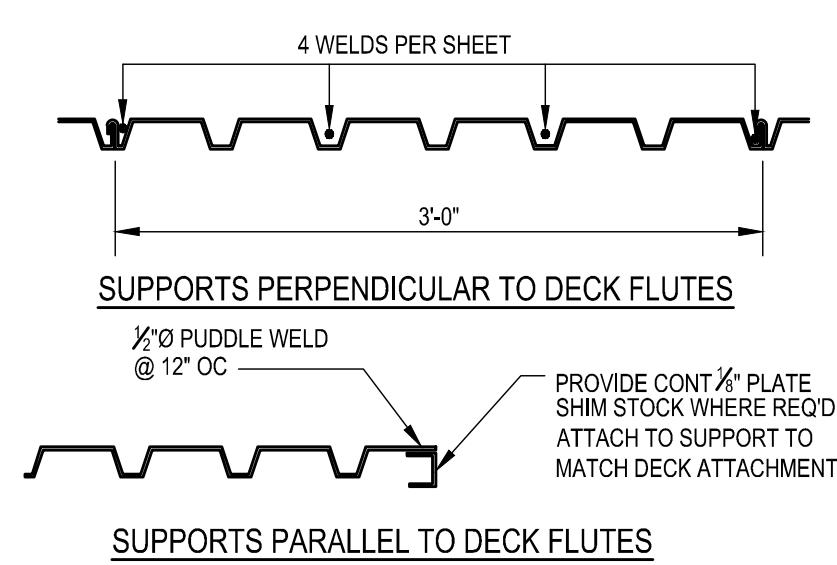 4 WELDS PER SHEET
3'-0"
SUPPORTS PERPENDICULAR TO DECK FLUTES
½"Ø PUDDLE WELD
@ 12" OC
PROVIDE CONT ⅛" PLATE
SHIM STOCK WHERE REQ'D
ATTACH TO SUPPORT TO
MATCH DECK ATTACHMENT
SUPPORTS PARALLEL TO DECK FLUTES